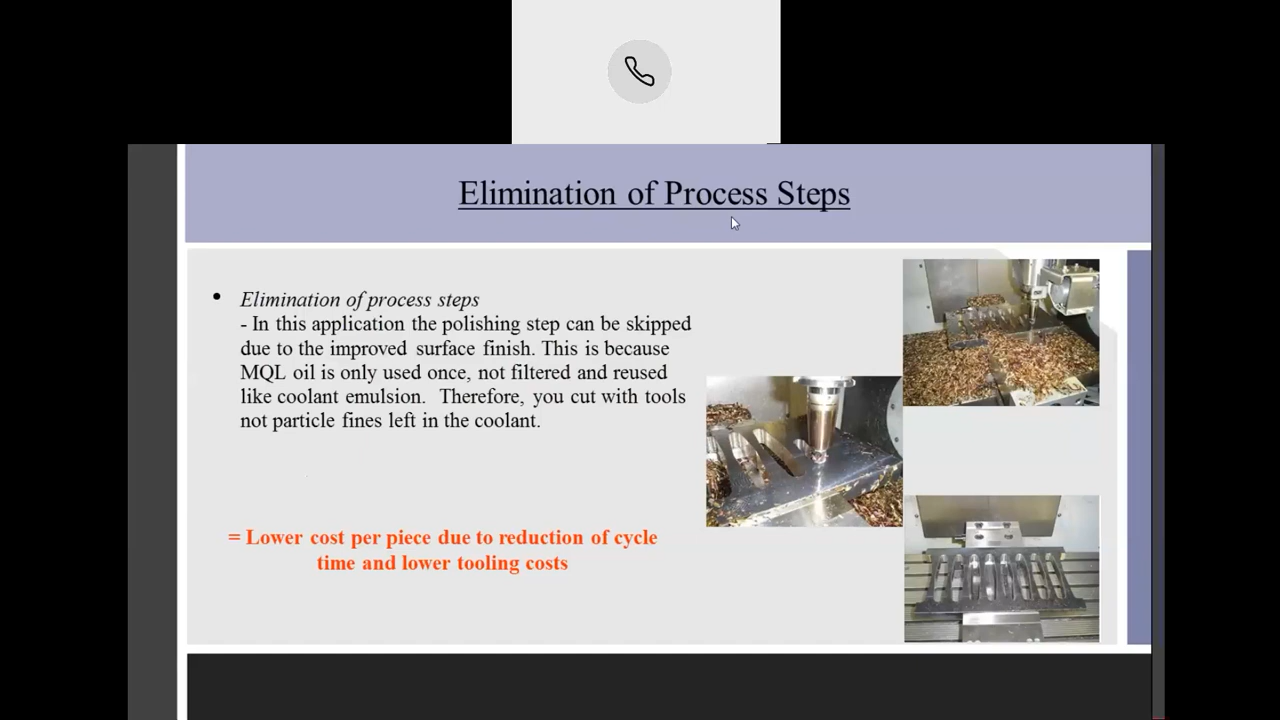 Elimination of Process Steps
• Elimination of process steps
- In this application the polishing step can be skipped
due to the improved surface finish. This is because
MQL oil is only used once, not filtered and reused
like coolant emulsion. Therefore, you cut with tools
not particle fines left in the coolant.
= Lower cost per piece due to reduction of cycle
time and lower tooling costs